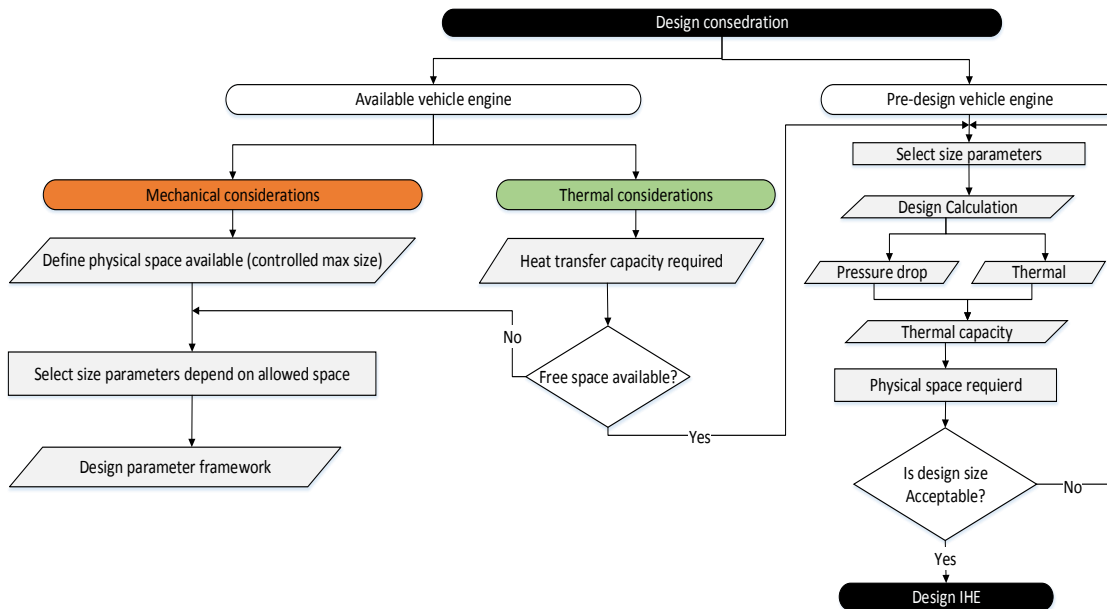 Design consedration
Available vehicle engine
Pre-design vehicle engine
Mechanical considerations
Thermal considerations
Select size parameters
Design Calculation
Define physical space available (controlled max size)
Heat transfer capacity required
Pressure drop
Thermal
Thermal capacity
No
Select size parameters depend on allowed space
Free space available?
Physical space requierd
Yes
Design parameter framework
Is design size
Acceptable?
No
Yes
Design IHE